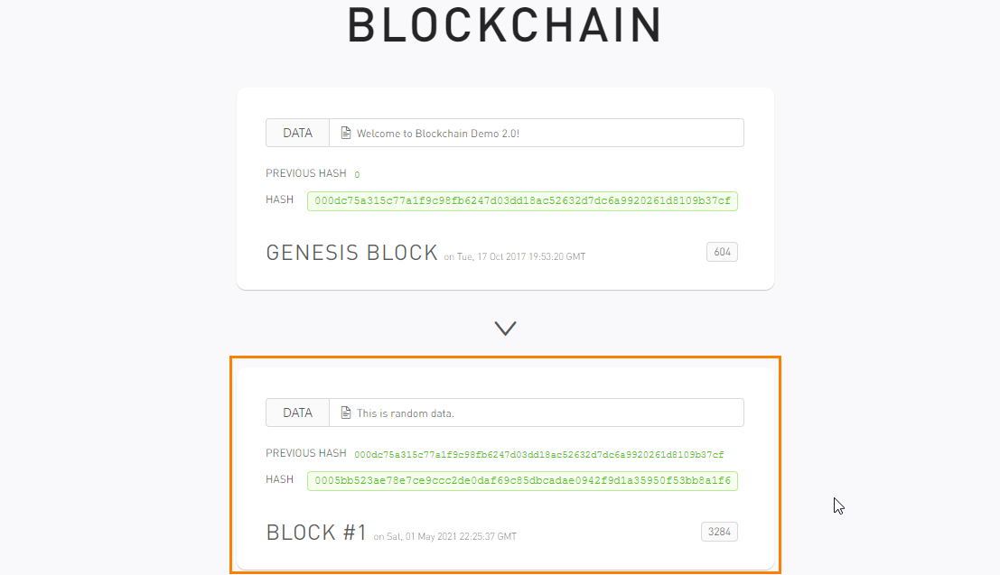 BLOCKCHAIN
DATA Welcome to Blockchain Demo 2.0!
PREVIOUS HASH 0
HASH 000dc75a315c77a1f9c98fb6247d03dd18ac52632d7dc6a9920261d8109b37cf
GENESIS BLOCK on Tue, 17 Oct 2017 19:53:20 GMT 604
DATA This is random data.
PREVIOUS HASH 000dc75a315c77a1f9c98fb6247d03dd18ac52632d7dc6a9920261d8109b37cf
HASH 0005bb523ae78e7ce9ccc2de0daf69c85dbcadae0942f9d1a35950f53bb8a1f6
BLOCK #1 on Sat, 01 May 2021 22:25:37 GMT 3284